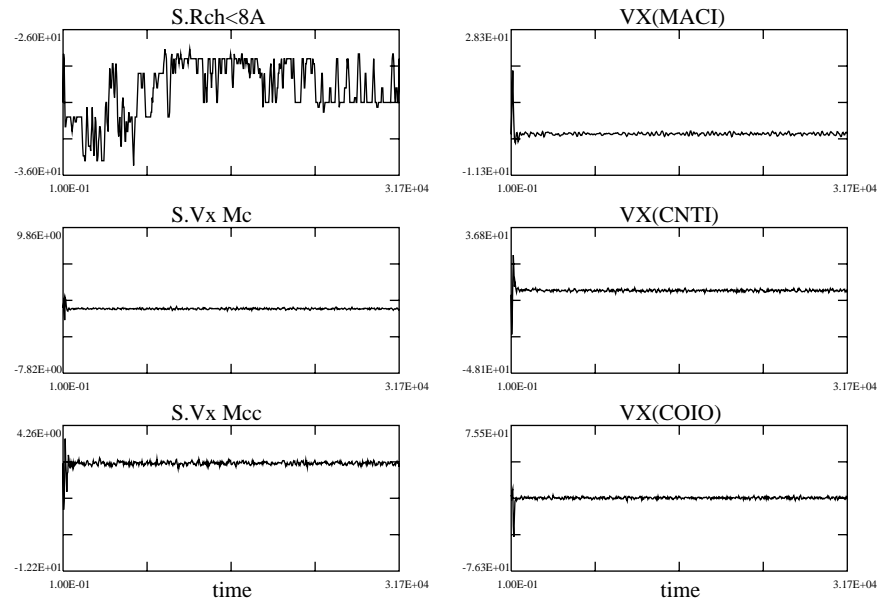 S.Rch<8A
-2.60E+01
-3.60E+01
1.00E-01
3.17E+04
VX(MACI)
2.83E+01
-1.13E+01
1.00E-01
3.17E+04
S.Vx Mc
9.86E+00
-7.82E+00
1.00E-01
3.17E+04
VX(CNTI)
3.68E+01
-4.81E+01
1.00E-01
3.17E+04
S.Vx Mcc
4.26E+00
-1.22E+01
1.00E-01
3.17E+04
time
VX(COIO)
7.55E+01
-7.63E+01
1.00E-01
3.17E+04
time